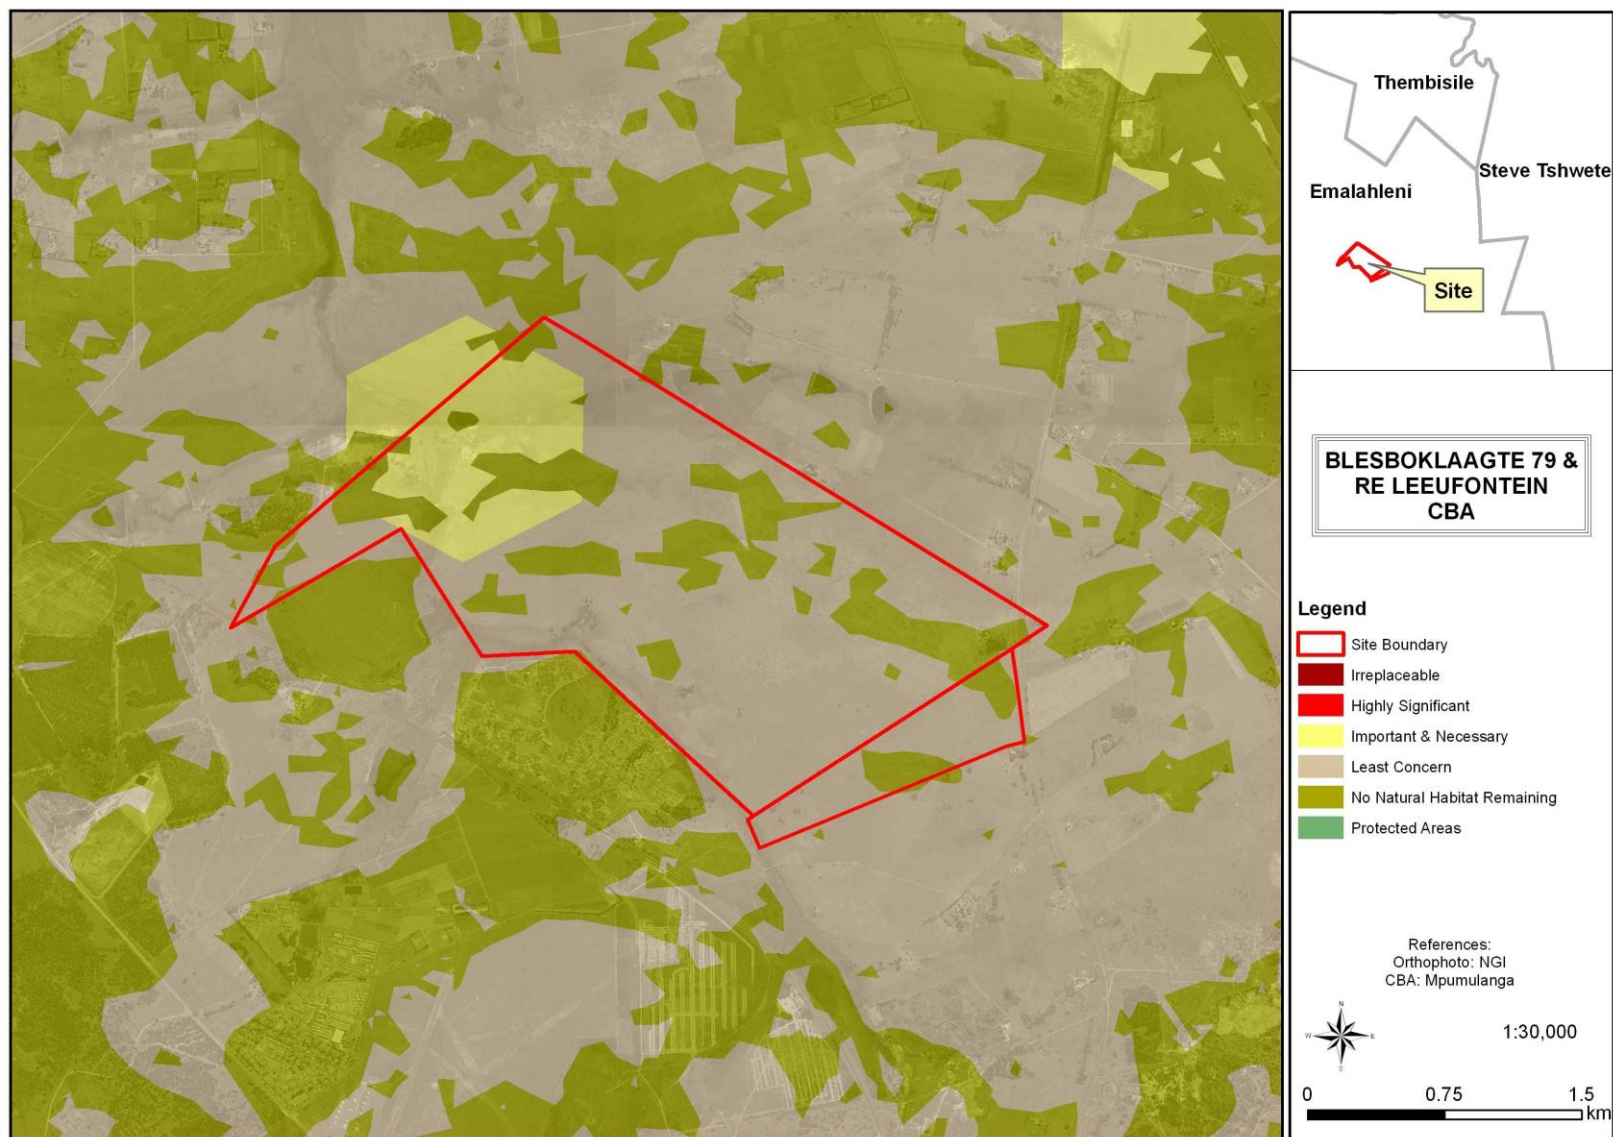 Thembisile
Steve Tshwete
Emalahleni
Site
BLESBOKLAAGTE 79 &
RE LEEUFONTEIN
CBA
Legend
Site Boundary
Irreplaceable
Highly Significant
Important & Necessary
Least Concern
No Natural Habitat Remaining
Protected Areas
References:
Orthophoto: NGI
CBA: Mpumulanga
N
W E
S
1:30,000
0 0.75 1.5
km